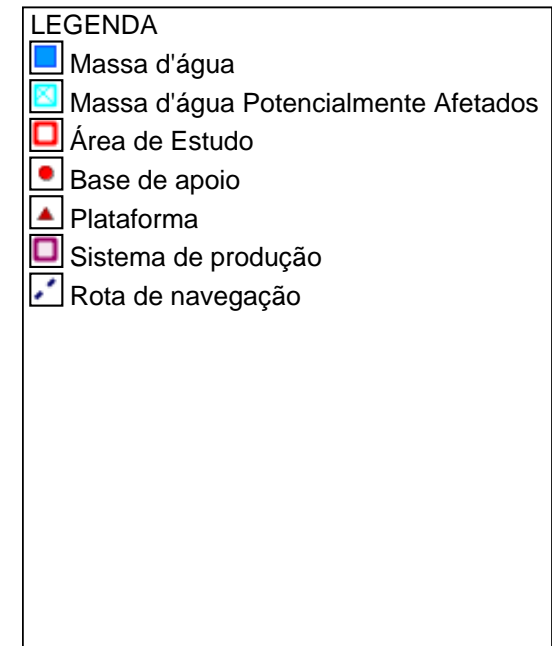 LEGENDA
Massa d'água
Massa d'água Potencialmente Afetados
Área de Estudo
Base de apoio
Plataforma
Sistema de produção
Rota de navegação